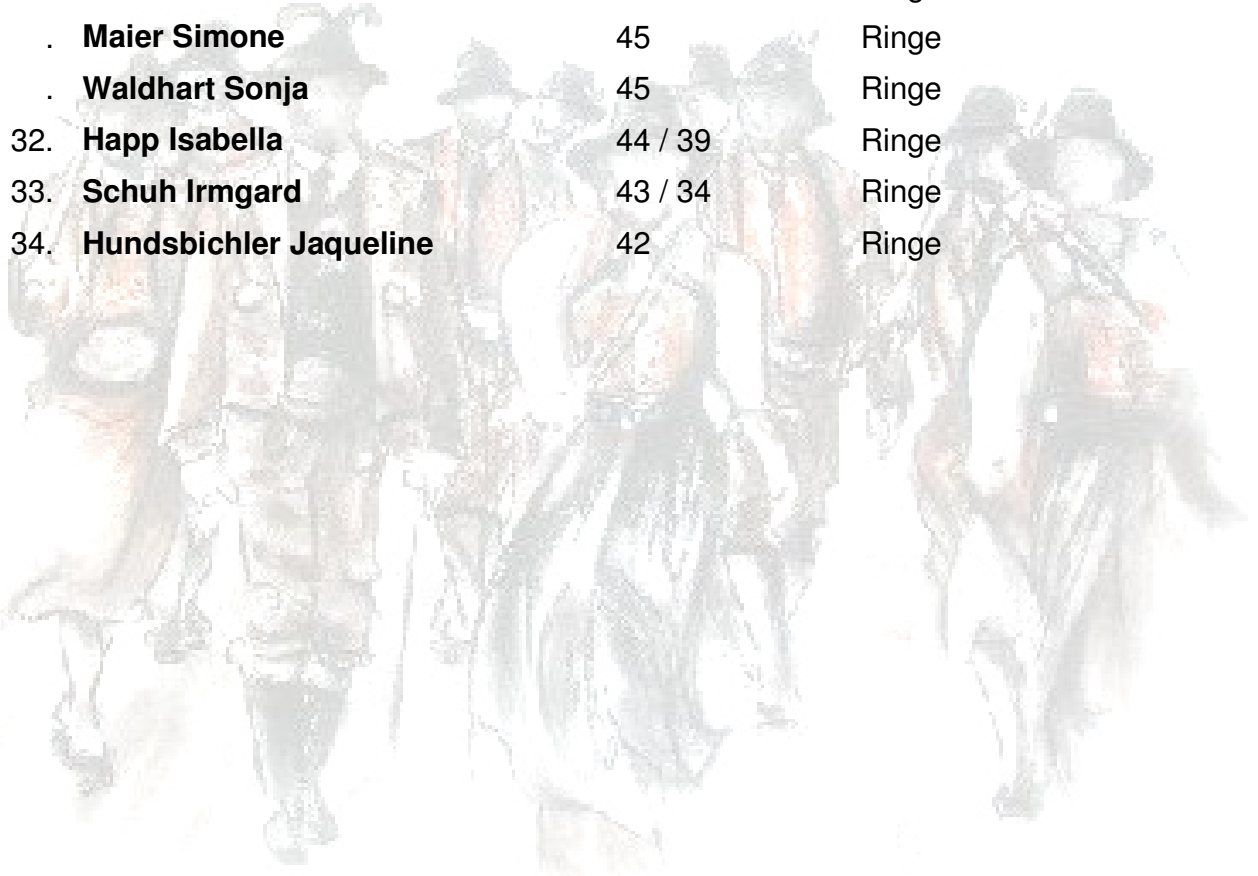 . Maier Simone 45 Ringe
. Waldhart Sonja 45 Ringe
32. Happ Isabella 44 / 39 Ringe
33. Schuh Irmgard 43 / 34 Ringe
34. Hundsbichler Jaqueline 42 Ringe